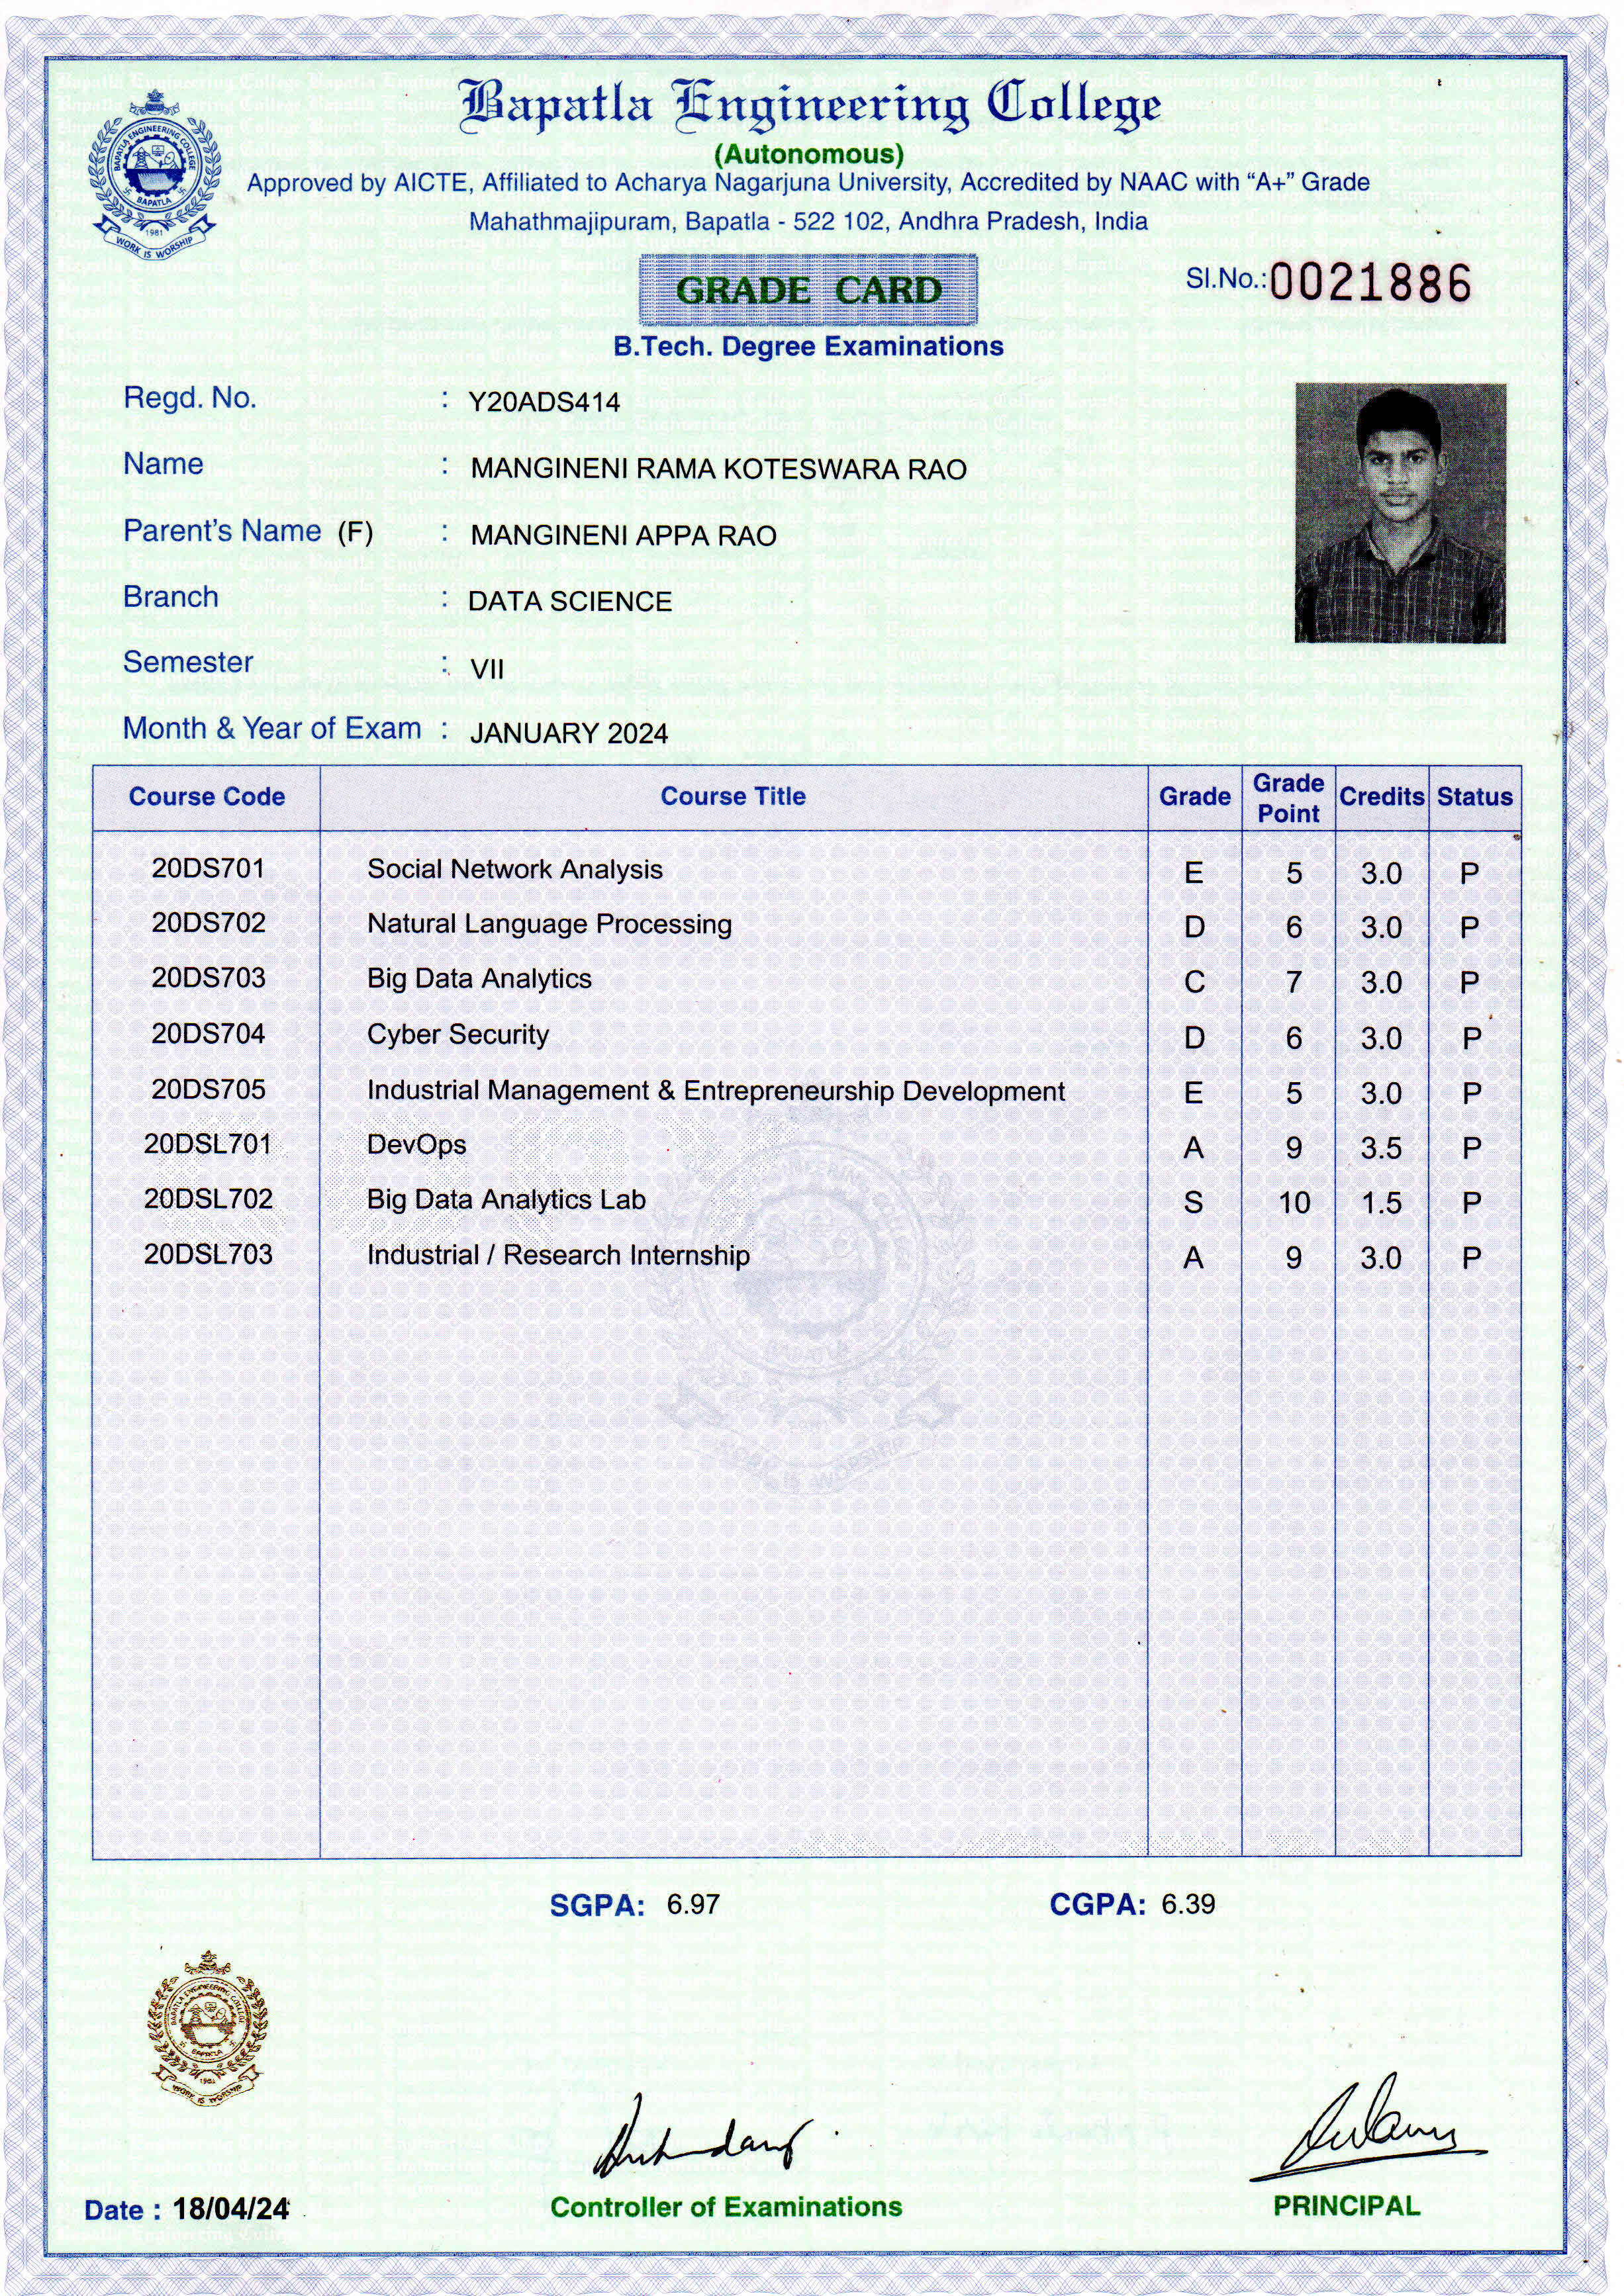 Bapatla Engineering College
(Autonomous)
Approved by AICTE, Affiliated to Acharya Nagarjuna University, Accredited by NAAC with “A+” Grade
Mahathmajipuram, Bapatla - 522 102, Andhra Pradesh, India
BAPATLA ENGINEERING COLLEGE
BAPATLA
1981
WORK IS WORSHIP
GRADE CARD
Sl.No.: 0021886
B.Tech. Degree Examinations
Regd. No. : Y20ADS414
Name : MANGINENI RAMA KOTESWARA RAO
Parent's Name (F) : MANGINENI APPA RAO
Branch : DATA SCIENCE
Semester : VII
Month & Year of Exam : JANUARY 2024
Course Code Course Title Grade Grade Point Credits Status
20DS701 Social Network Analysis E 5 3.0 P
20DS702 Natural Language Processing D 6 3.0 P
20DS703 Big Data Analytics C 7 3.0 P
20DS704 Cyber Security D 6 3.0 P
20DS705 Industrial Management & Entrepreneurship Development E 5 3.0 P
20DSL701 DevOps A 9 3.5 P
20DSL702 Big Data Analytics Lab S 10 1.5 P
20DSL703 Industrial / Research Internship A 9 3.0 P
SGPA: 6.97 CGPA: 6.39
BAPATLA ENGINEERING COLLEGE
BAPATLA
1981
WORK IS WORSHIP
Date : 18/04/24 Controller of Examinations PRINCIPAL